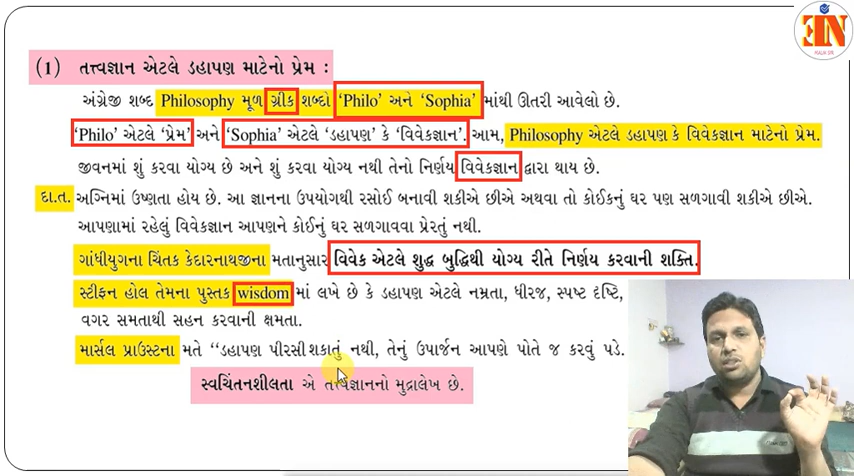 EIN
(1) તત્ત્વજ્ઞાન એટલે ડહાપણ માટેનો પ્રેમ :
અંગ્રેજી શબ્દ Philosophy મૂળ ગ્રીક શબ્દો ‘Philo’ અને ‘Sophia’ માંથી ઊતરી આવેલો છે.
‘Philo’ એટલે ‘પ્રેમ’ અને ‘Sophia’ એટલે ‘ડહાપણ’ કે ‘વિવેકજ્ઞાન’. આમ, Philosophy એટલે ડહાપણ કે વિવેકજ્ઞાન માટેનો પ્રેમ.
જીવનમાં શું કરવા યોગ્ય છે અને શું કરવા યોગ્ય નથી તેનો નિર્ણય વિવેકજ્ઞાન દ્વારા થાય છે.
દા.ત. અગ્નિમાં ઉષ્ણતા હોય છે. આ જ્ઞાનના ઉપયોગથી રસોઈ બનાવી શકીએ છીએ અથવા તો કોઈકનું ઘર પણ સળગાવી શકીએ છીએ.
આપણામાં રહેલું વિવેકજ્ઞાન આપણને કોઈનું ઘર સળગાવવા પ્રેરતું નથી.
ગાંધીયુગના ચિંતક કેદારનાથજીના મતાનુસાર વિવેક એટલે શુદ્ધ બુદ્ધિથી યોગ્ય રીતે નિર્ણય કરવાની શક્તિ.
સ્ટીફન હોલ તેમના પુસ્તક wisdom માં લખે છે કે ડહાપણ એટલે નમ્રતા, ધીરજ, સ્પષ્ટ દૃષ્ટિ,
વગર સમતાથી સહન કરવાની ક્ષમતા.
માર્સલ પ્રાઉસ્ટના મતે ‘‘ડહાપણ પીરસી શકાતું નથી, તેનું ઉપાર્જન આપણે પોતે જ કરવું પડે.
સ્વચિંતનશીલતા એ તત્ત્વજ્ઞાનનો મુદ્રાલેખ છે.